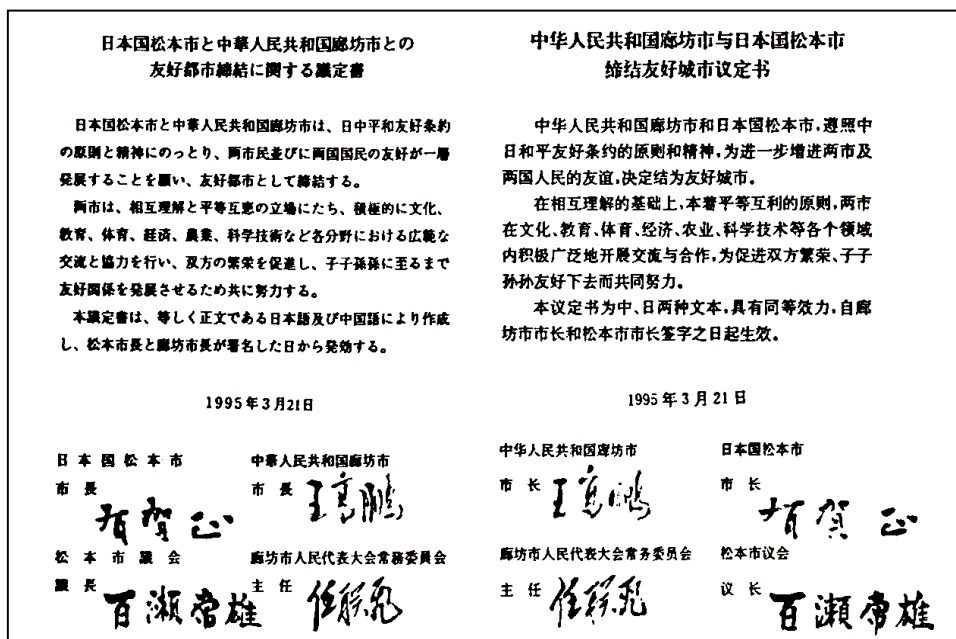 日本国松本市と中華人民共和国廊坊市との
友好都市締結に関する議定書
日本国松本市と中華人民共和国廊坊市は、日中平和友好条約
の原則と精神にのっとり、両市民並びに両国国民の友好が一層
発展することを願い、友好都市として締結する。
両市は、相互理解と平等互恵の立場にたち、積極的に文化、
教育、体育、経済、農業、科学技術など各分野における広範な
交流と協力を行い、双方の繁栄を促進し、子子孫孫に至るまで
友好関係を発展させるため共に努力する。
本議定書は、等しく正文である日本語及び中国語により作成
し、松本市長と廊坊市長が署名した日から発効する。
1995年3月21日
日本国松本市
市長
有賀 正
松本市議会
議長
百瀬常雄
中華人民共和国廊坊市
市長
廊坊市人民代表大会常務委員会
主任
中华人民共和国廊坊市与日本国松本市
缔结友好城市议定书
中华人民共和国廊坊市和日本国松本市,遵照中
日和平友好条约的原则和精神,为进一步增进两市及
两国人民的友谊,决定结为友好城市。
在相互理解的基础上,本着平等互利的原则,两市
在文化、教育、体育、经济、农业、科学技术等各个领域
内积极广泛地开展交流与合作,为促进双方繁荣、子子
孙孙友好下去而共同努力。
本议定书为中、日两种文本,具有同等效力,自廊
坊市市长和松本市市长签字之日起生效。
1995年3月21日
中华人民共和国廊坊市
市长
廊坊市人民代表大会常务委员会
主任
日本国松本市
市长
有賀 正
松本市议会
议长
百瀬常雄